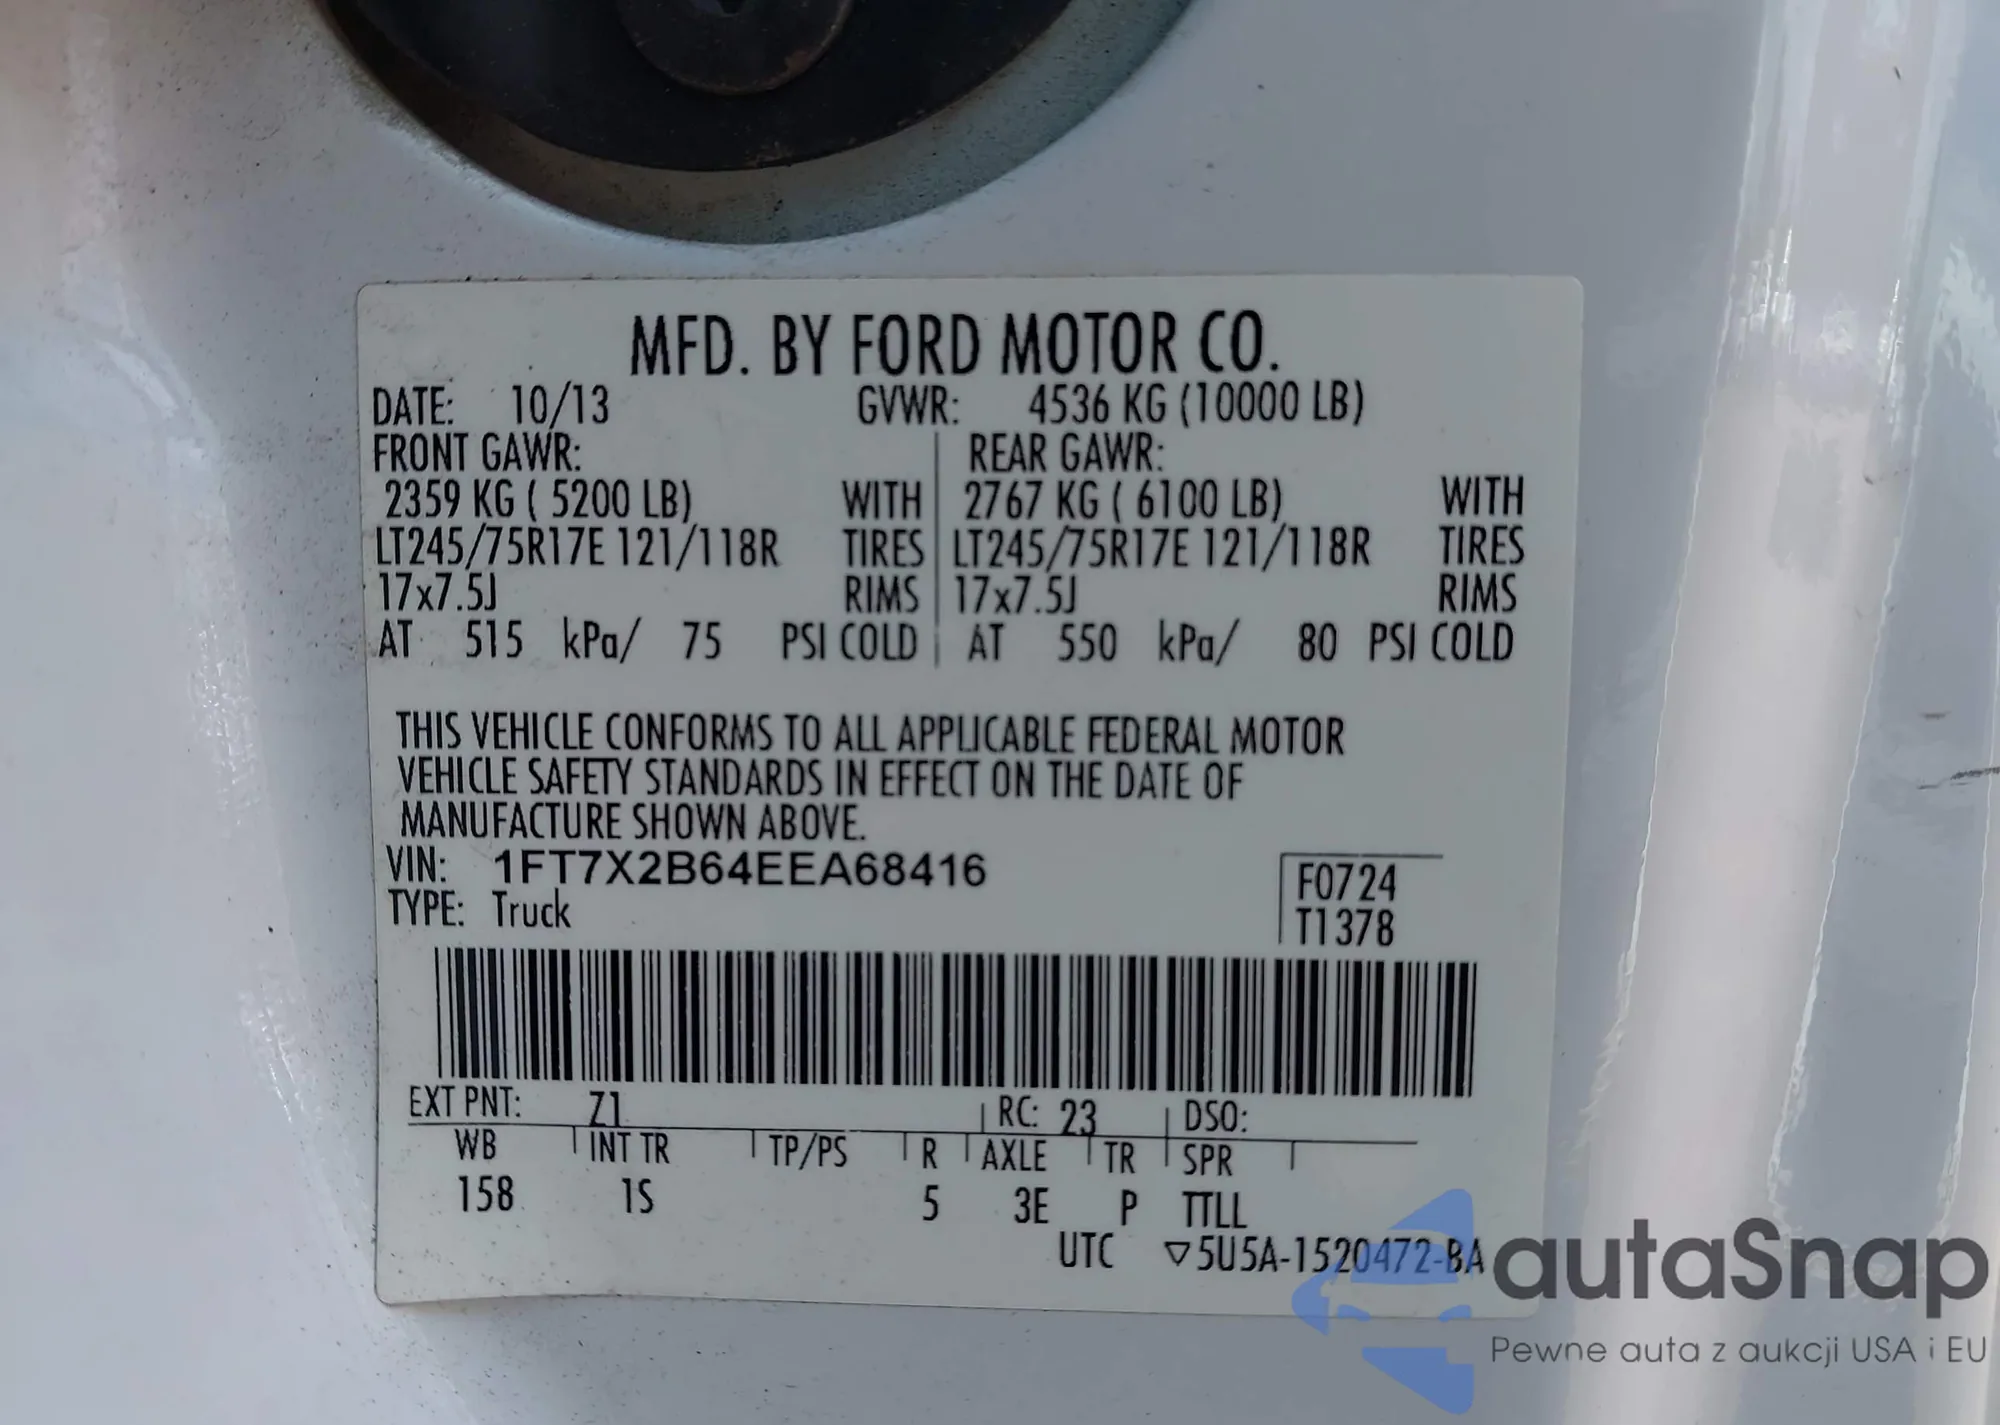 MFD. BY FORD MOTOR CO.
DATE: 10/13 GVWR: 4536 KG (10000 LB)
FRONT GAWR: REAR GAWR:
2359 KG ( 5200 LB) WITH 2767 KG ( 6100 LB) WITH
LT245/75R17E 121/118R TIRES LT245/75R17E 121/118R TIRES
17x7.5J RIMS 17x7.5J RIMS
AT 515 kPa/ 75 PSI COLD AT 550 kPa/ 80 PSI COLD
THIS VEHICLE CONFORMS TO ALL APPLICABLE FEDERAL MOTOR
VEHICLE SAFETY STANDARDS IN EFFECT ON THE DATE OF
MANUFACTURE SHOWN ABOVE.
VIN: 1FT7X2B64EEA68416 F0724
TYPE: Truck T1378
EXT PNT: Z1 RC: 23 DSO:
WB INT TR TP/PS R AXLE TR SPR
158 1S 5 3E P TTLL
UTC ▽5U5A-1520472-BA
autaSnap
Pewne auta z aukcji USA i EU